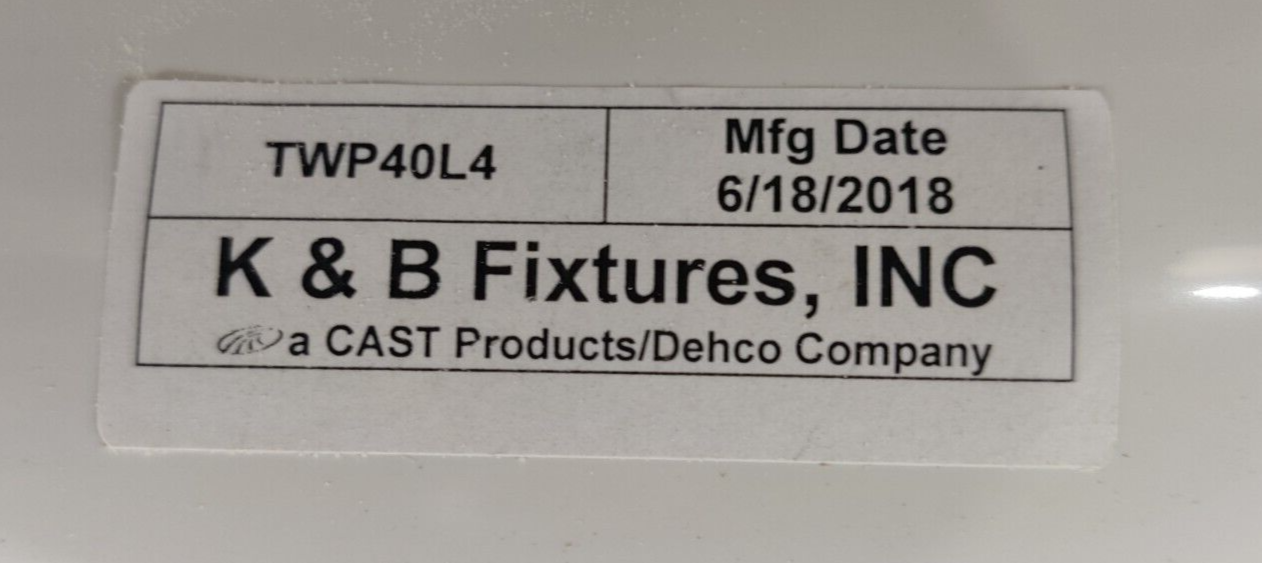 TWP40L4
Mfg Date
6/18/2018
K & B Fixtures, INC
a CAST Products/Dehco Company